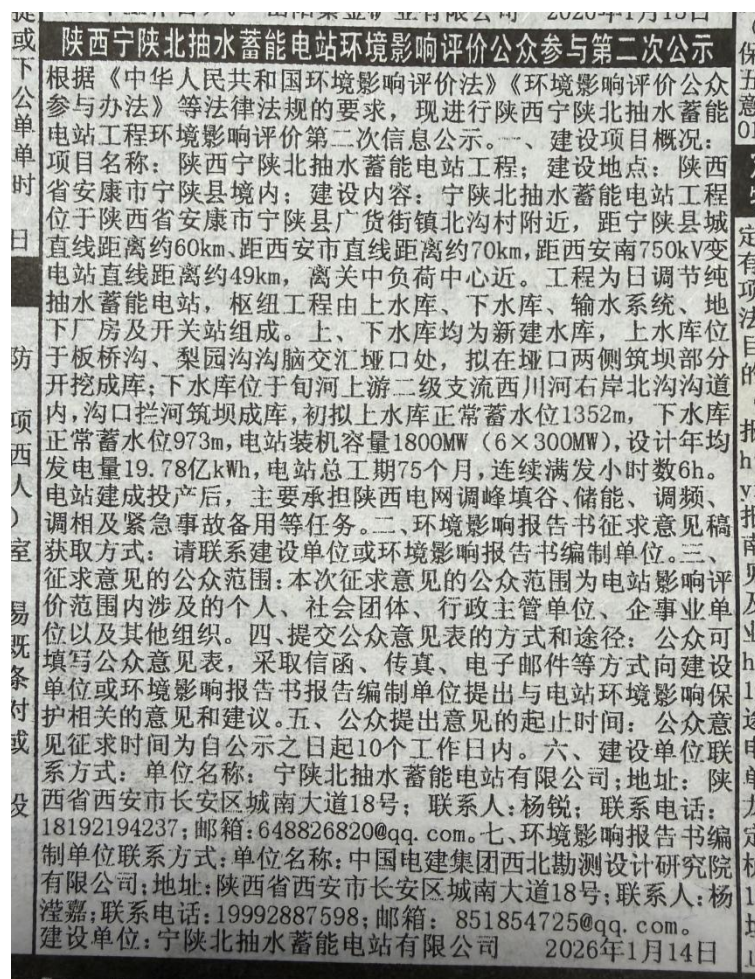 2026年1月13日
陕西宁陕北抽水蓄能电站环境影响评价公众参与第二次公示
根据《中华人民共和国环境影响评价法》《环境影响评价公众
参与办法》等法律法规的要求，现进行陕西宁陕北抽水蓄能
电站工程环境影响评价第二次信息公示。一、建设项目概况：
项目名称：陕西宁陕北抽水蓄能电站工程；建设地点：陕西
省安康市宁陕县境内；建设内容：宁陕北抽水蓄能电站工程
位于陕西省安康市宁陕县广货街镇北沟村附近，距宁陕县城
直线距离约60km、距西安市直线距离约70km，距西安南750kV变
电站直线距离约49km，离关中负荷中心近。工程为日调节纯
抽水蓄能电站，枢纽工程由上水库、下水库、输水系统、地
下厂房及开关站组成。上、下水库均为新建水库，上水库位
于板桥沟、梨园沟沟脑交汇垭口处，拟在垭口两侧筑坝部分
开挖成库；下水库位于旬河上游二级支流西川河右岸北沟沟道
内，沟口拦河筑坝成库，初拟上水库正常蓄水位1352m，下水库
正常蓄水位973m，电站装机容量1800MW（6×300MW），设计年均
发电量19.78亿kWh，电站总工期75个月，连续满发小时数6h。
电站建成投产后，主要承担陕西电网调峰填谷、储能、调频、
调相及紧急事故备用等任务。二、环境影响报告书征求意见稿
获取方式：请联系建设单位或环境影响报告书编制单位。三、
征求意见的公众范围：本次征求意见的公众范围为电站影响评
价范围内涉及的个人、社会团体、行政主管单位、企事业单
位以及其他组织。四、提交公众意见表的方式和途径：公众可
填写公众意见表，采取信函、传真、电子邮件等方式向建设
单位或环境影响报告书报告编制单位提出与电站环境影响保
护相关的意见和建议。五、公众提出意见的起止时间：公众意
见征求时间为自公示之日起10个工作日内。六、建设单位联
系方式：单位名称：宁陕北抽水蓄能电站有限公司；地址：陕
西省西安市长安区城南大道18号；联系人：杨锐；联系电话：
18192194237；邮箱：648826820@qq.com。七、环境影响报告书编
制单位联系方式：单位名称：中国电建集团西北勘测设计研究院
有限公司；地址：陕西省西安市长安区城南大道18号；联系人：杨
滢嘉；联系电话：19992887598；邮箱：851854725@qq.com。
建设单位：宁陕北抽水蓄能电站有限公司 2026年1月14日